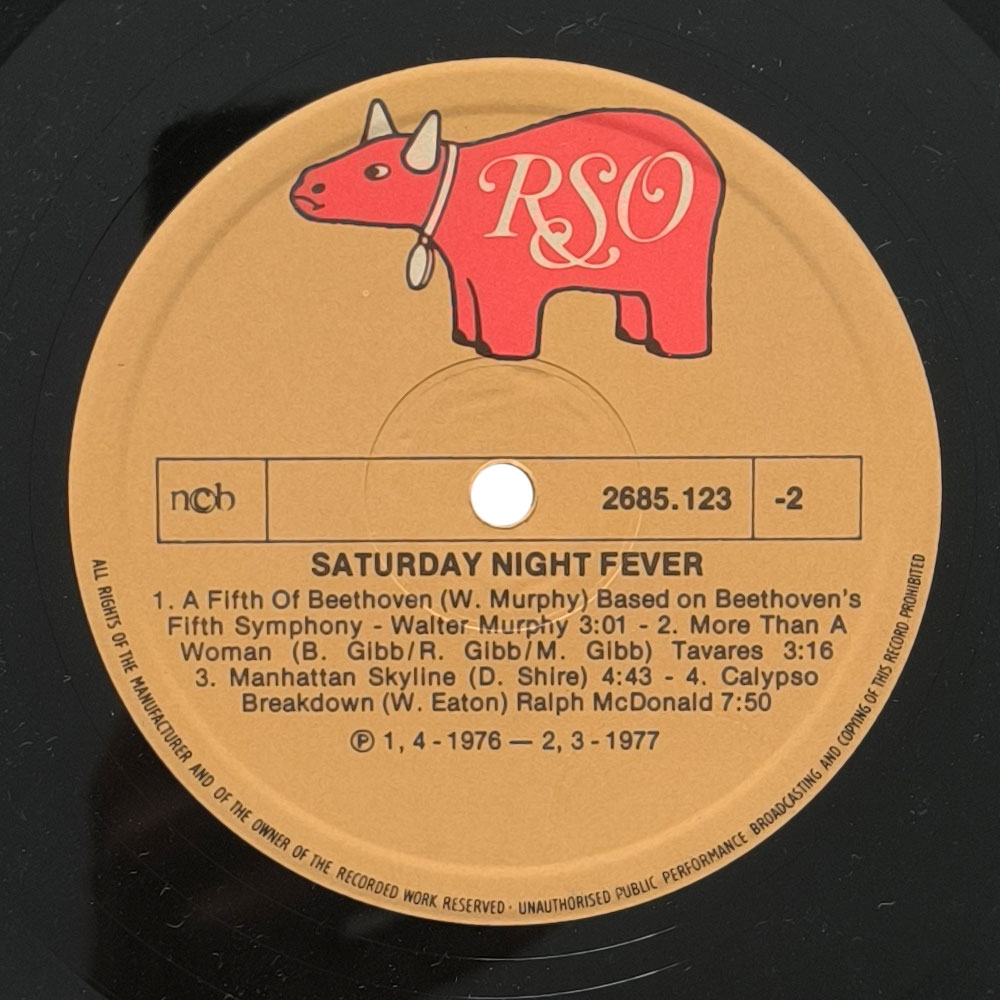 RSO
ncb
2685.123
-2
SATURDAY NIGHT FEVER
1. A Fifth Of Beethoven (W. Murphy) Based on Beethoven's
Fifth Symphony - Walter Murphy 3:01 - 2. More Than A
Woman (B. Gibb/R. Gibb/M. Gibb) Tavares 3:16
3. Manhattan Skyline (D. Shire) 4:43 - 4. Calypso
Breakdown (W. Eaton) Ralph McDonald 7:50
℗ 1, 4 - 1976 — 2, 3 - 1977
ALL RIGHTS OF THE MANUFACTURER AND OF THE OWNER OF THE RECORDED WORK RESERVED · UNAUTHORISED PUBLIC PERFORMANCE BROADCASTING AND COPYING OF THIS RECORD PROHIBITED